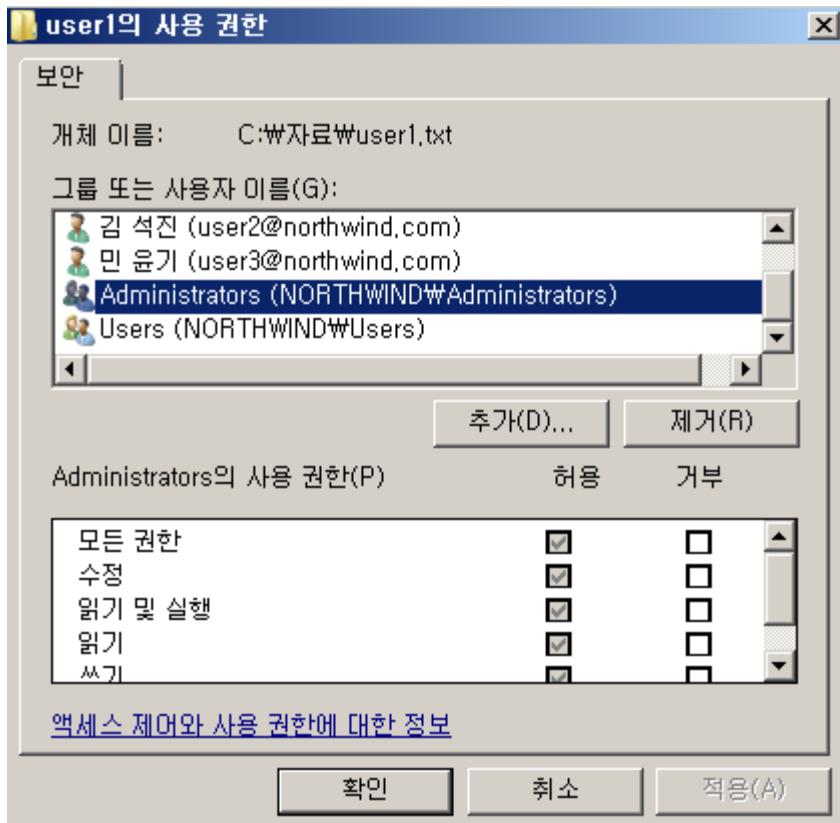 user1의 사용 권한
보안
개체 이름: C:₩자료₩user1.txt
그룹 또는 사용자 이름(G):
김 석진 (user2@northwind.com)
민 윤기 (user3@northwind.com)
Administrators (NORTHWIND₩Administrators)
Users (NORTHWIND₩Users)
추가(D)... 제거(R)
Administrators의 사용 권한(P) 허용 거부
모든 권한
수정
읽기 및 실행
읽기
쓰기
액세스 제어와 사용 권한에 대한 정보
확인 취소 적용(A)